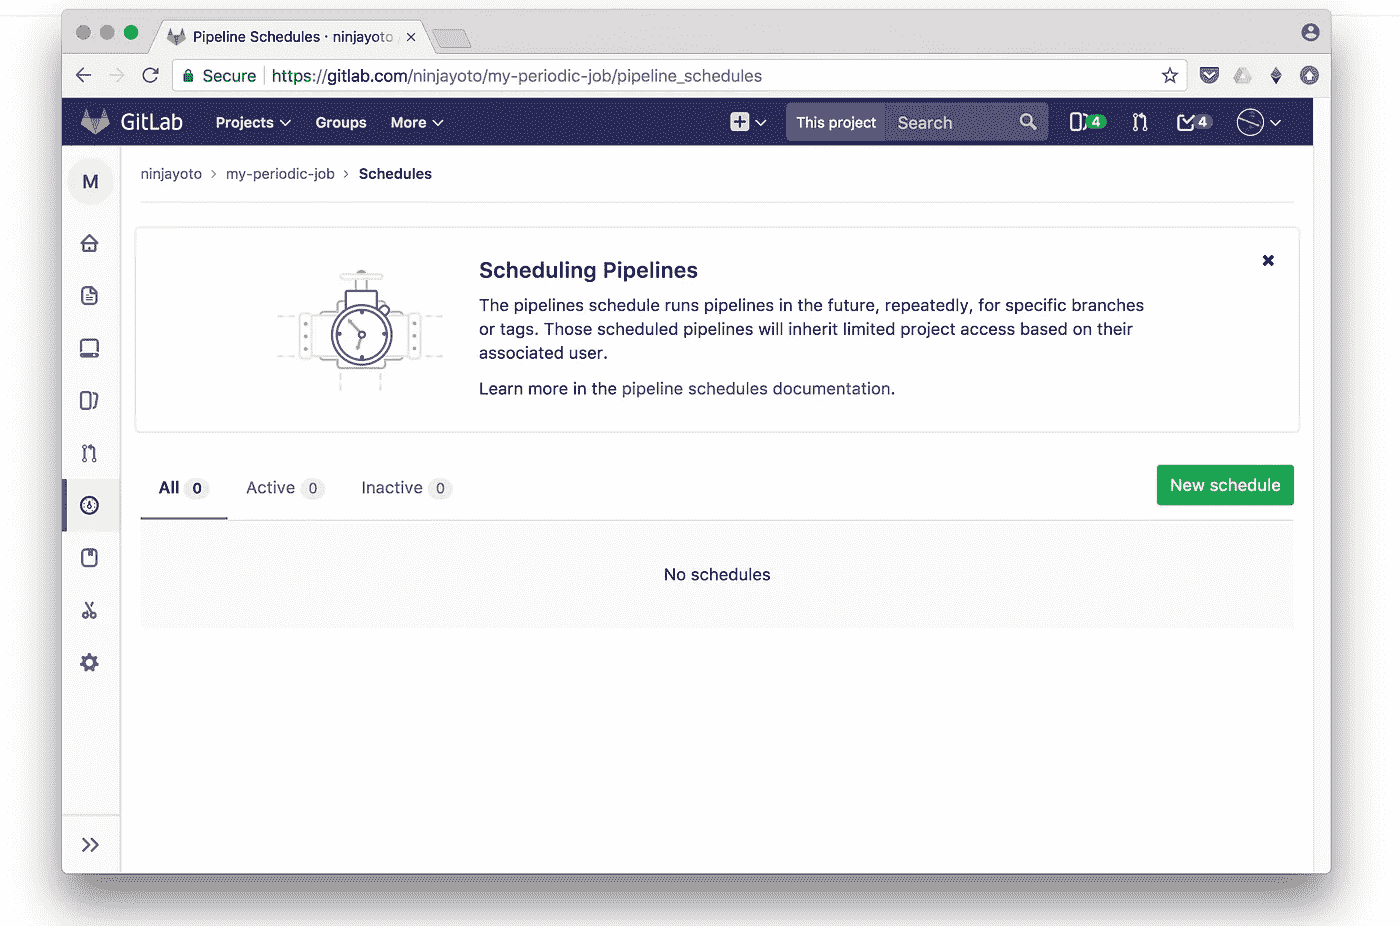 Pipeline Schedules · ninjayoto
Secure https://gitlab.com/ninjayoto/my-periodic-job/pipeline_schedules
GitLab Projects Groups More This project Search 4 4
M
ninjayoto > my-periodic-job > Schedules
Scheduling Pipelines
The pipelines schedule runs pipelines in the future, repeatedly, for specific branches
or tags. Those scheduled pipelines will inherit limited project access based on their
associated user.
Learn more in the pipeline schedules documentation.
All 0 Active 0 Inactive 0 New schedule
No schedules